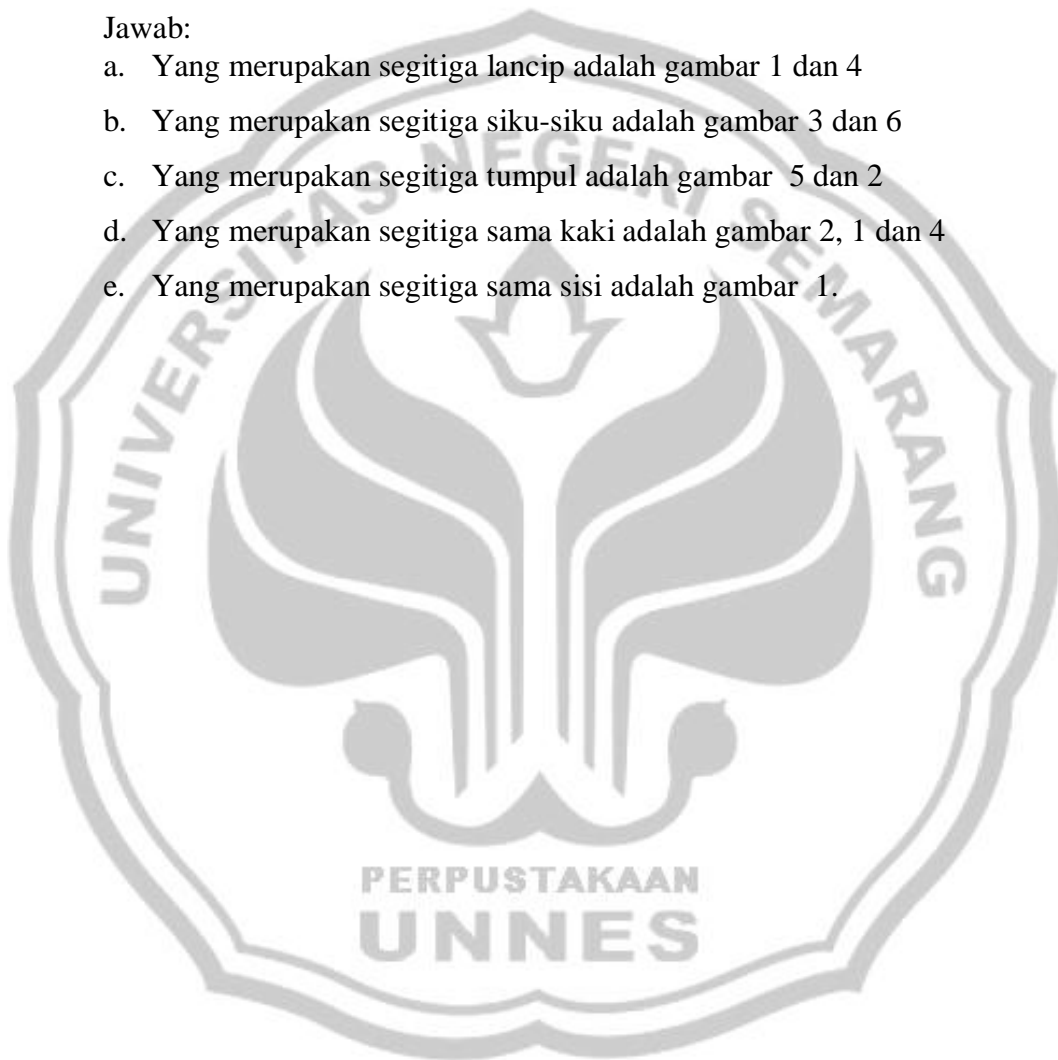 Jawab:
a. Yang merupakan segitiga lancip adalah gambar 1 dan 4
b. Yang merupakan segitiga siku-siku adalah gambar 3 dan 6
c. Yang merupakan segitiga tumpul adalah gambar 5 dan 2
d. Yang merupakan segitiga sama kaki adalah gambar 2, 1 dan 4
e. Yang merupakan segitiga sama sisi adalah gambar 1.
UNIVERSITAS NEGERI SEMARANG
PERPUSTAKAAN
UNNES